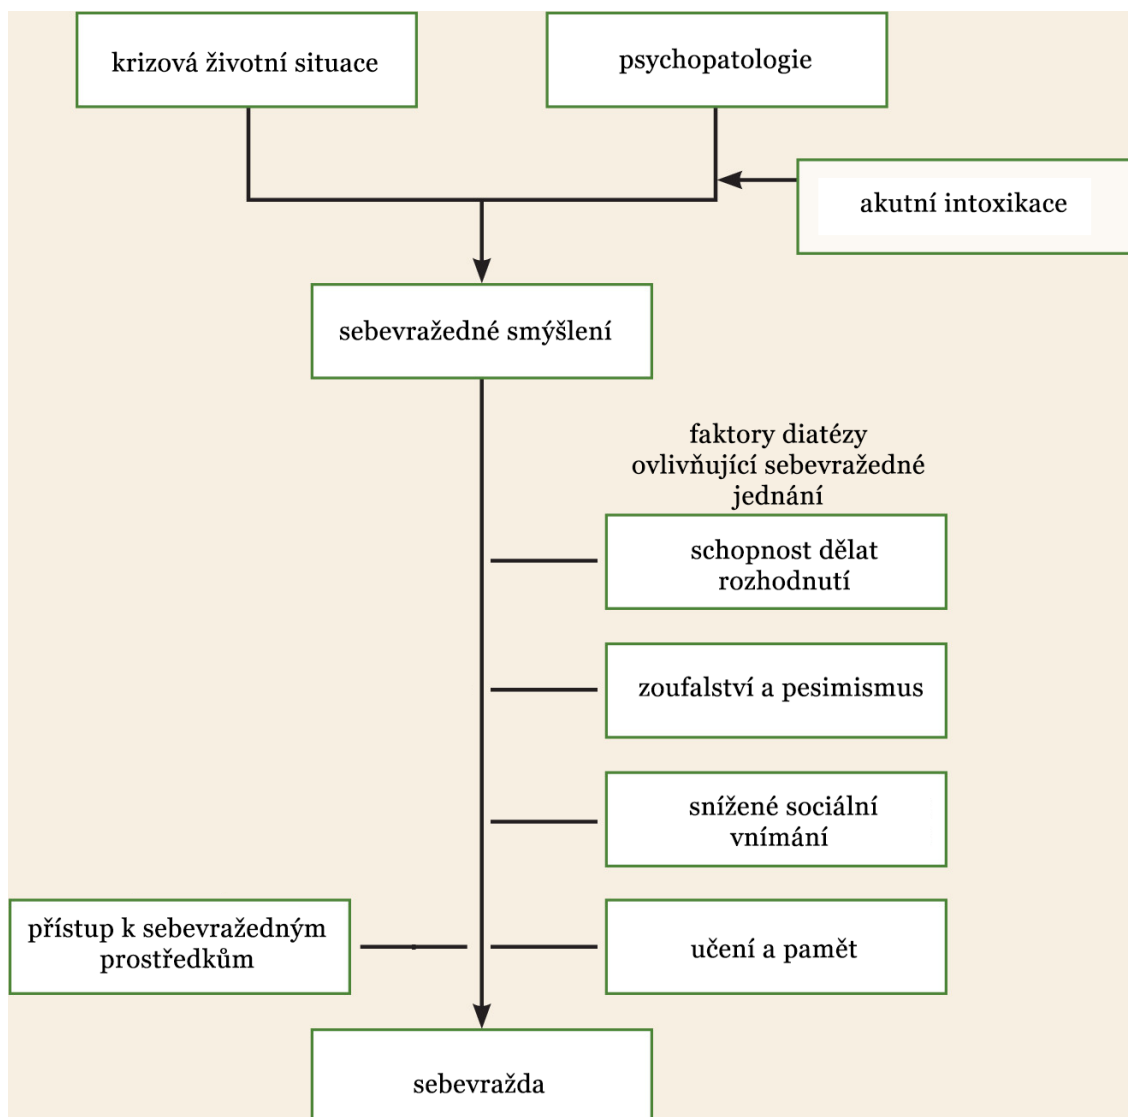 krizová životní situace
psychopatologie
akutní intoxikace
sebevražedné smýšlení
faktory diatézy
ovlivňující sebevražedné
jednání
schopnost dělat
rozhodnutí
zoufalství a pesimismus
snížené sociální
vnímání
přístup k sebevražedným
prostředkům
učení a pamět
sebevražda